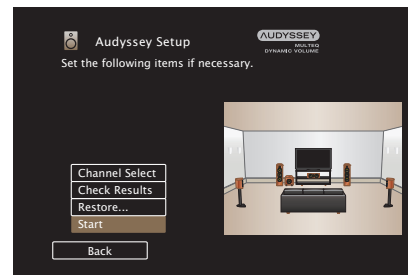 Audyssey Setup
AUDYSSEY
MULTEQ
DYNAMIC VOLUME
Set the following items if necessary.
Channel Select
Check Results
Restore...
Start
Back